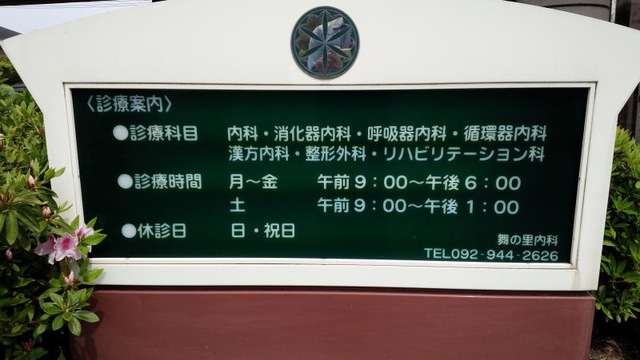 〈診療案内〉
●診療科目 内科・消化器内科・呼吸器内科・循環器内科
漢方内科・整形外科・リハビリテーション科
●診療時間 月～金 午前9：00～午後6：00
土 午前9：00～午後1：00
●休診日 日・祝日
舞の里内科
TEL092-944-2626